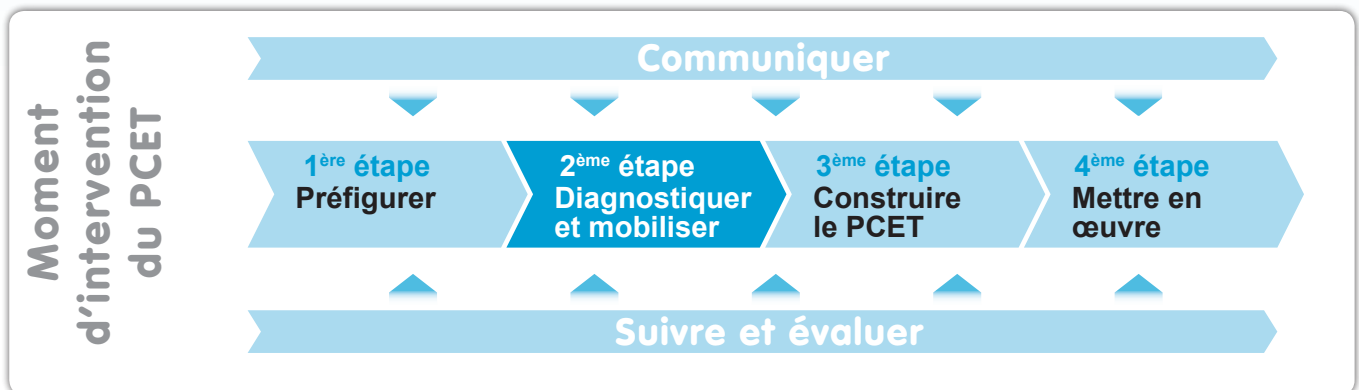 Moment
d'intervention
du PCET
Communiquer
1ère étape
Préfigurer
2ème étape
Diagnostiquer
et mobiliser
3ème étape
Construire
le PCET
4ème étape
Mettre en
œuvre
Suivre et évaluer